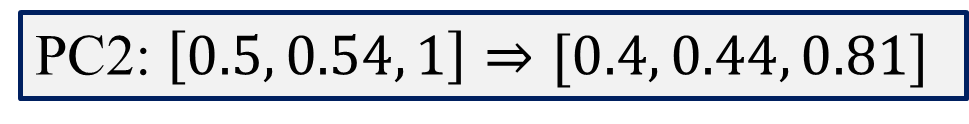 PC2: [0.5, 0.54, 1] ⇒ [0.4, 0.44, 0.81]